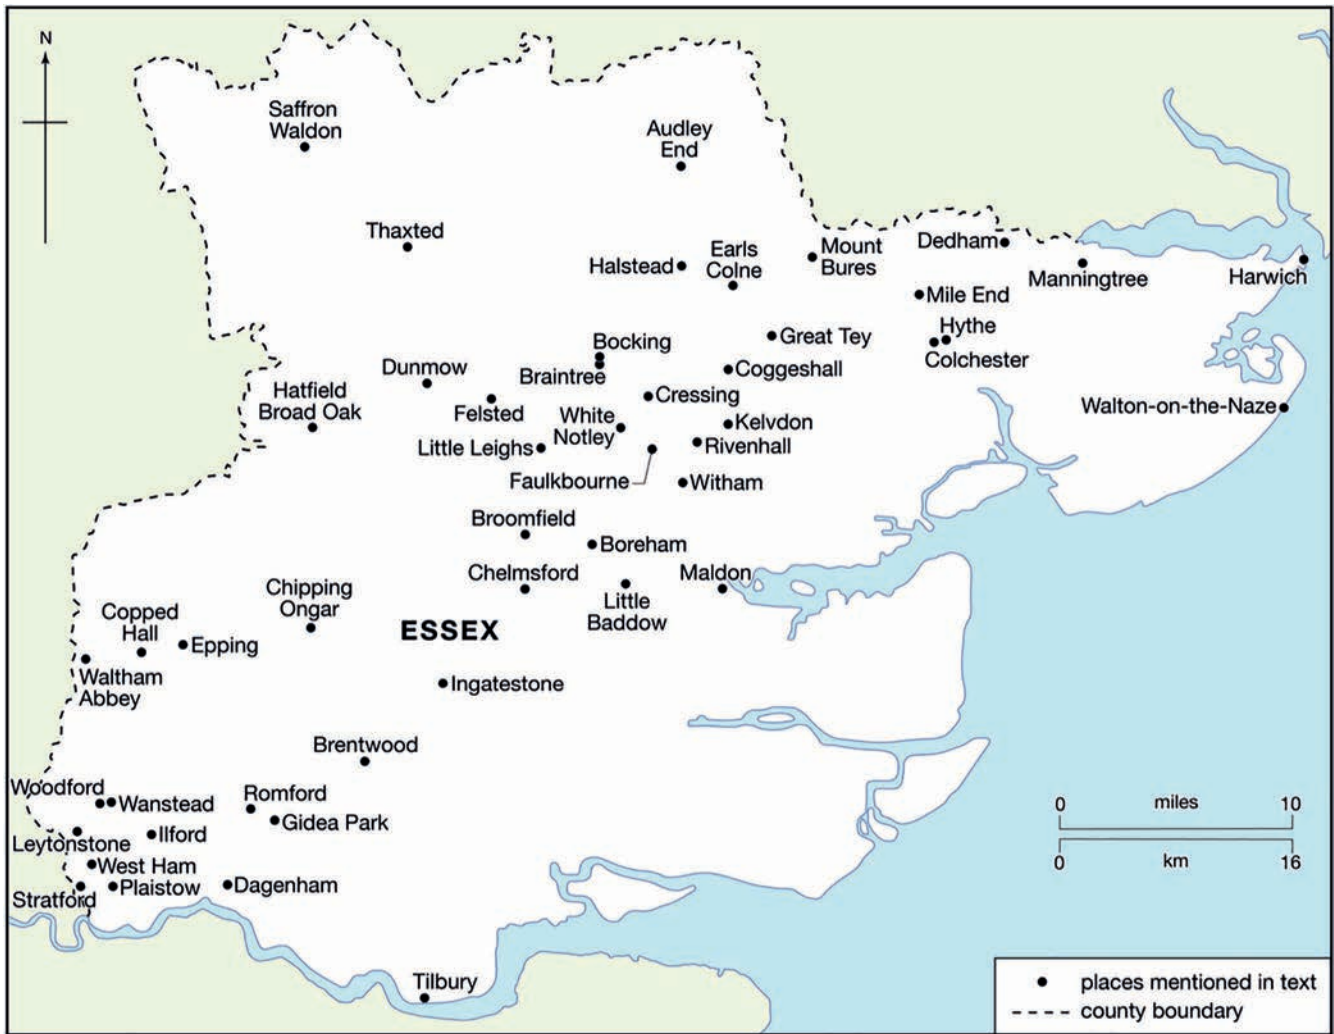 N
Saffron
Waldon
Audley
End
Thaxted
Halstead
Earls
Colne
Mount
Bures
Dedham
Manningtree
Harwich
Mile End
Hythe
Colchester
Great Tey
Bocking
Braintree
Coggeshall
Dunmow
Felsted
Hatfield
Broad Oak
Cressing
White
Notley
Kelvdon
Rivenhall
Walton-on-the-Naze
Little Leighs
Faulkbourne
Witham
Broomfield
Boreham
Chelmsford
Little
Baddow
Maldon
Chipping
Ongar
ESSEX
Copped
Hall
Epping
Waltham
Abbey
Ingatestone
Brentwood
Woodford
Wanstead
Romford
Gidea Park
Leytonstone
Ilford
West Ham
Stratford
Plaistow
Dagenham
Tilbury
0 miles 10
0 km 16
places mentioned in text
county boundary